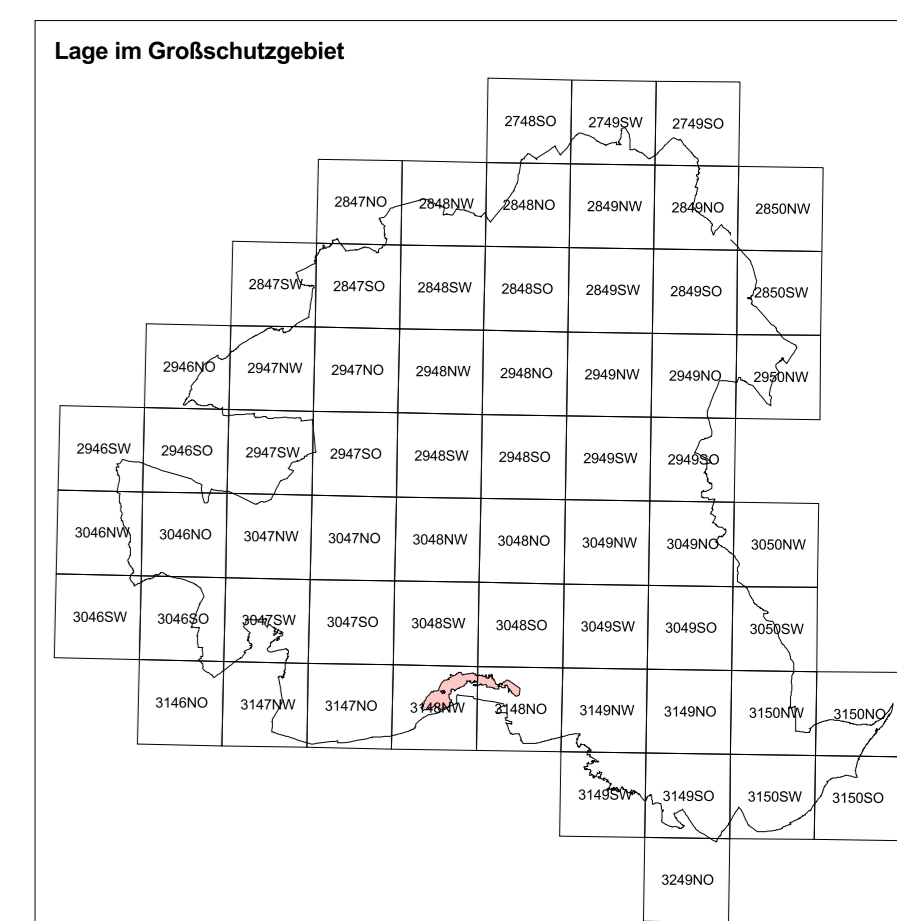 Lage im Großschutzgebiet
2748SO 2749SW 2749SO
2847NO 2848NW 2848NO 2849NW 2849NO 2850NW
2847SW 2847SO 2848SW 2848SO 2849SW 2849SO 2850SW
2946NO 2947NW 2947NO 2948NW 2948NO 2949NW 2949NO 2950NW
2946SW 2946SO 2947SW 2947SO 2948SW 2948SO 2949SW 2949SO
3046NW 3046NO 3047NW 3047NO 3048NW 3048NO 3049NW 3049NO 3050NW
3046SW 3046SO 3047SW 3047SO 3048SW 3048SO 3049SW 3049SO 3050SW
3146NO 3147NW 3147NO 3148NW 3148NO 3149NW 3149NO 3150NW 3150NO
3149SW 3149SO 3150SW 3150SO
3249NO